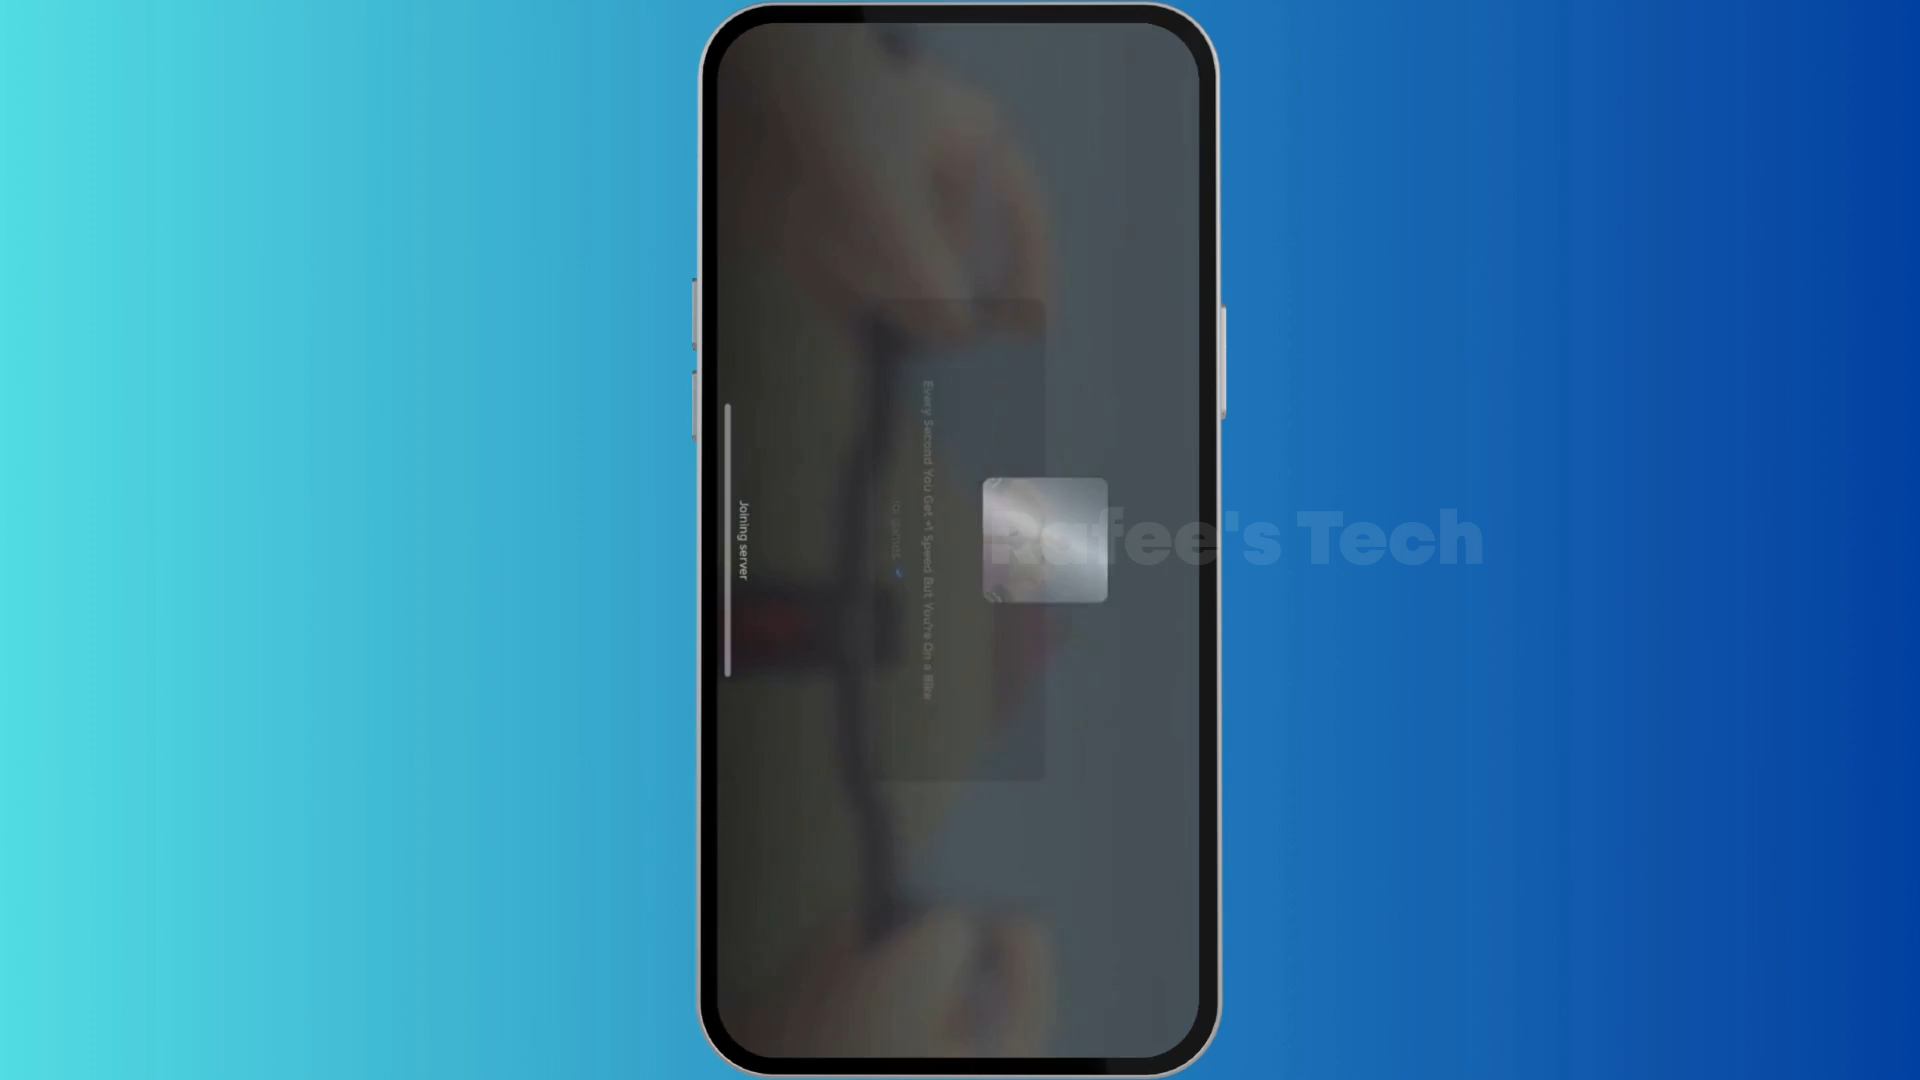 Every Second You Get +1 Speed But You're On a Bike
Joining server
Rafee's Tech